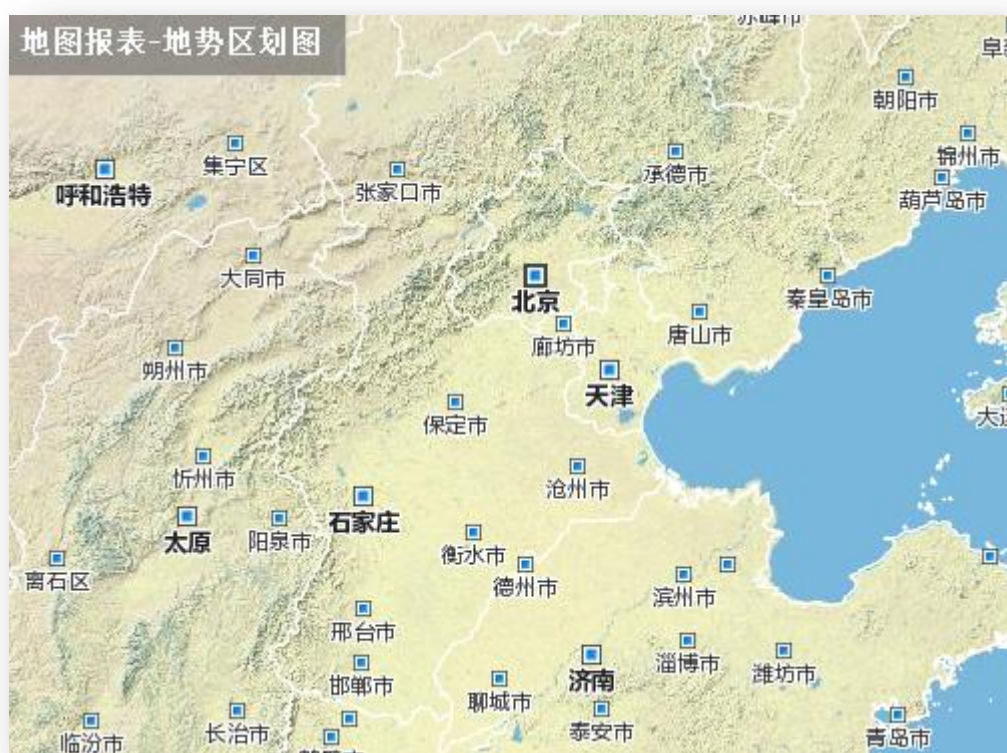 地图报表-地势区划图
赤峰市
朝阳市
集宁区
锦州市
呼和浩特
张家口市
承德市
葫芦岛市
大同市
北京
秦皇岛市
廊坊市
唐山市
朔州市
天津
保定市
忻州市
沧州市
太原
阳泉市
石家庄
衡水市
离石区
德州市
滨州市
邢台市
邯郸市
聊城市
济南
淄博市
潍坊市
临汾市
长治市
泰安市
青岛市